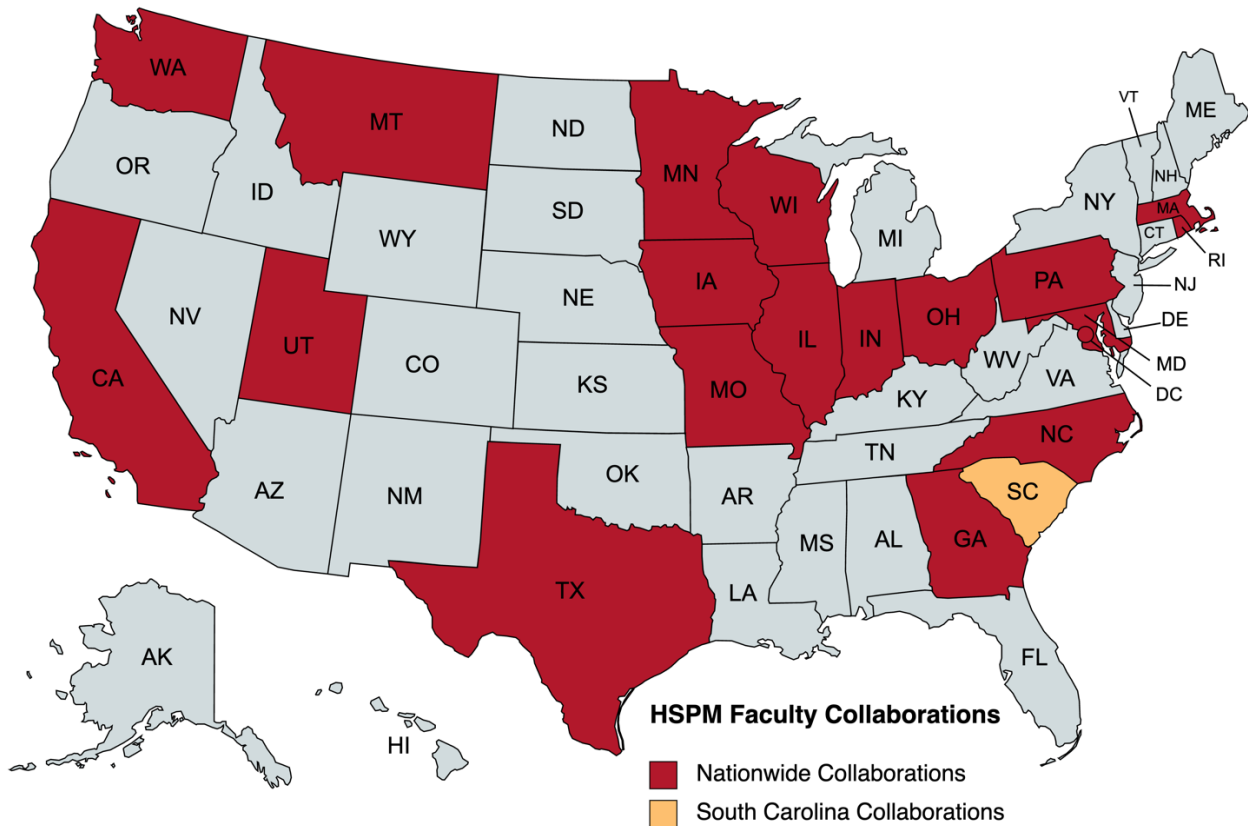 WA
MT
ND
MN
OR
ID
SD
WI
WY
MI
NY
VT
ME
NH
MA
CT
RI
NV
UT
CA
NE
IA
CO
KS
MO
IL
IN
OH
PA
NJ
DE
MD
DC
WV
VA
KY
NC
TN
AZ
NM
OK
AR
SC
MS
AL
GA
TX
LA
FL
AK
HI
HSPM Faculty Collaborations
Nationwide Collaborations
South Carolina Collaborations